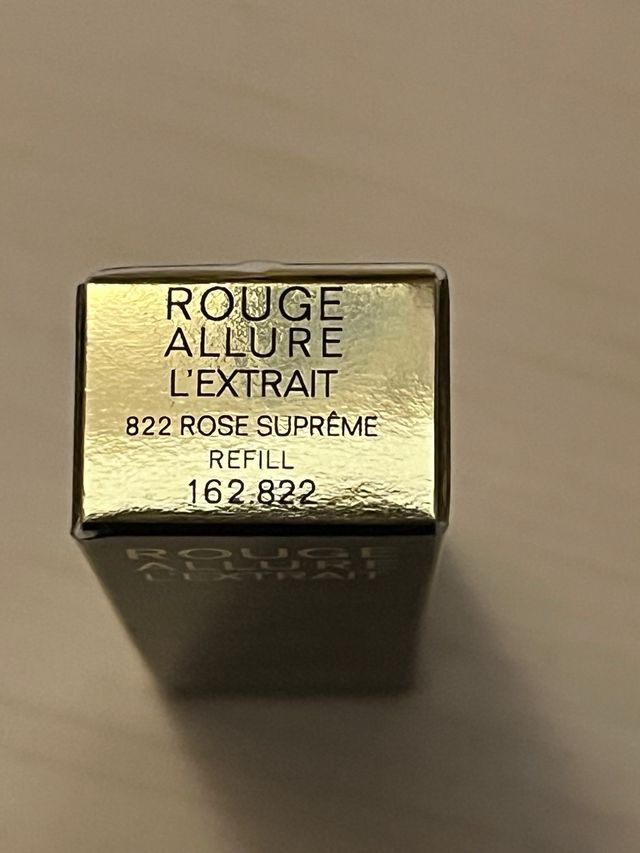 ROUGE
ALLURE
L'EXTRAIT
822 ROSE SUPRÊME
REFILL
162.822
ROUGE
ALLURE
L'EXTRAIT